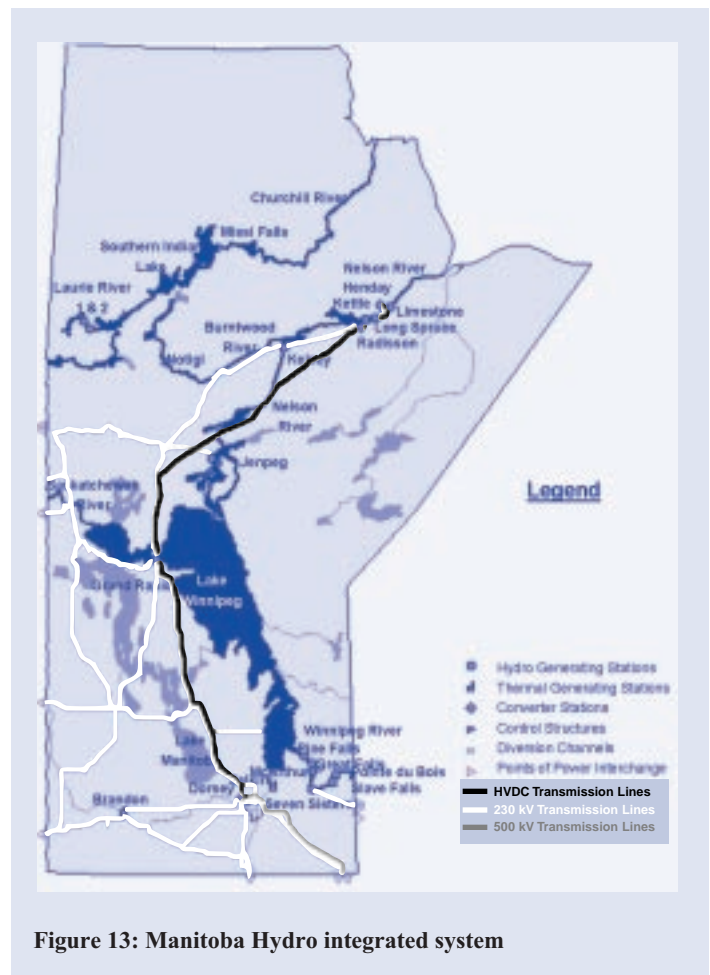 Churchill River
Missi Falls
Southern Indian
Lake
Laurie River
1 & 2
Nelson River
Henday
Kettle
Limestone
Long Spruce
Radisson
Burntwood
River
Notigi
Kelsey
Nelson
River
Jenpeg
River
Grand
Lake
Winnipeg
Legend
Hydro Generating Stations
Thermal Generating Stations
Converter Stations
Control Structures
Diversion Channels
Points of Power Interchange
HVDC Transmission Lines
230 kV Transmission Lines
500 kV Transmission Lines
Winnipeg River
Pine Falls
Great Falls
Pointe du Bois
Slave Falls
Seven Sisters
Lake
Manitoba
Dorsey
Brandon
Figure 13: Manitoba Hydro integrated system